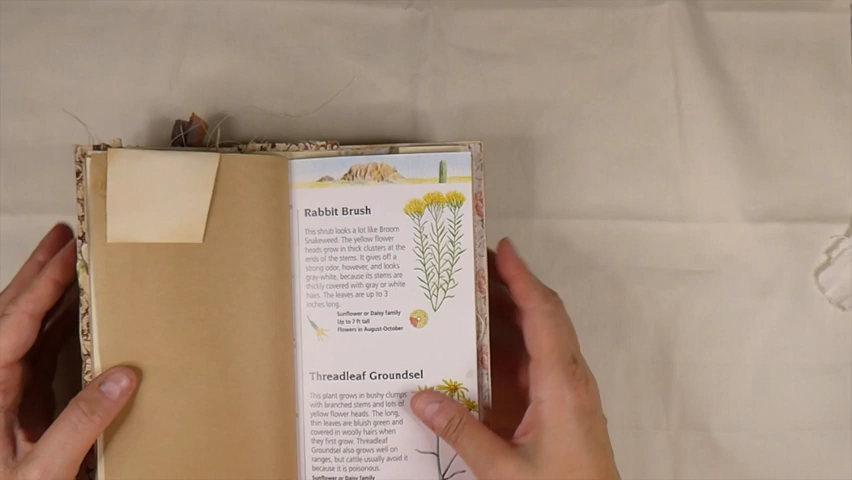 Rabbit Brush
This shrub looks a lot like Broom
Snakeweed. The yellow flower
heads grow in thick clusters at the
ends of the stems. It gives off a
strong odor, however, and looks
gray-white, because its stems are
thickly covered with gray or white
hairs. The leaves are up to 3
inches long.
Sunflower or Daisy family
Up to 7 ft tall
Flowers in August-October
Threadleaf Groundsel
This plant grows in bushy clumps
with branched stems and lots of
yellow flower heads. The long,
thin leaves are bluish green and
covered in woolly hairs when
they first grow. Threadleaf
Groundsel also grows well on
ranges, but cattle usually avoid it
because it is poisonous.
Sunflower or Daisy family